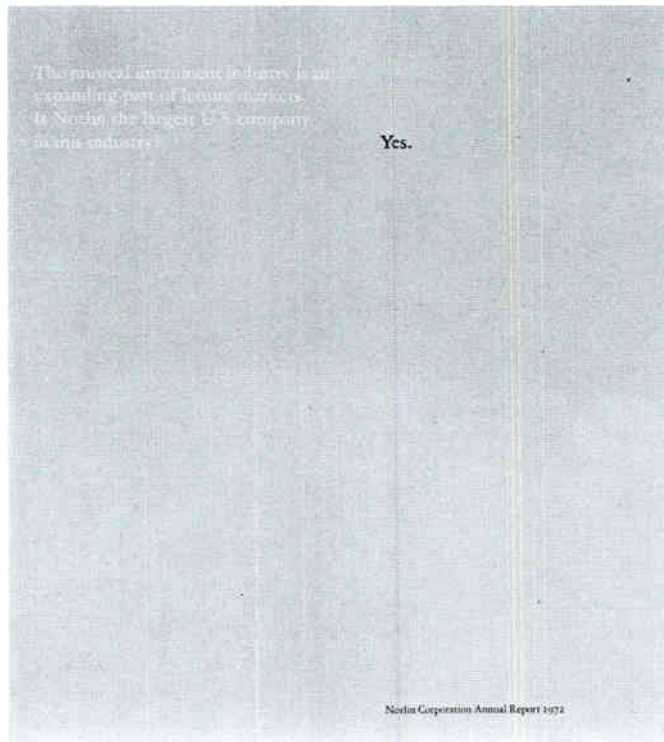 The musical instrument industry is an
expanding part of leisure markets.
Is Norlin the largest U.S. company
in this industry?
Yes.
Norlin Corporation Annual Report 1972